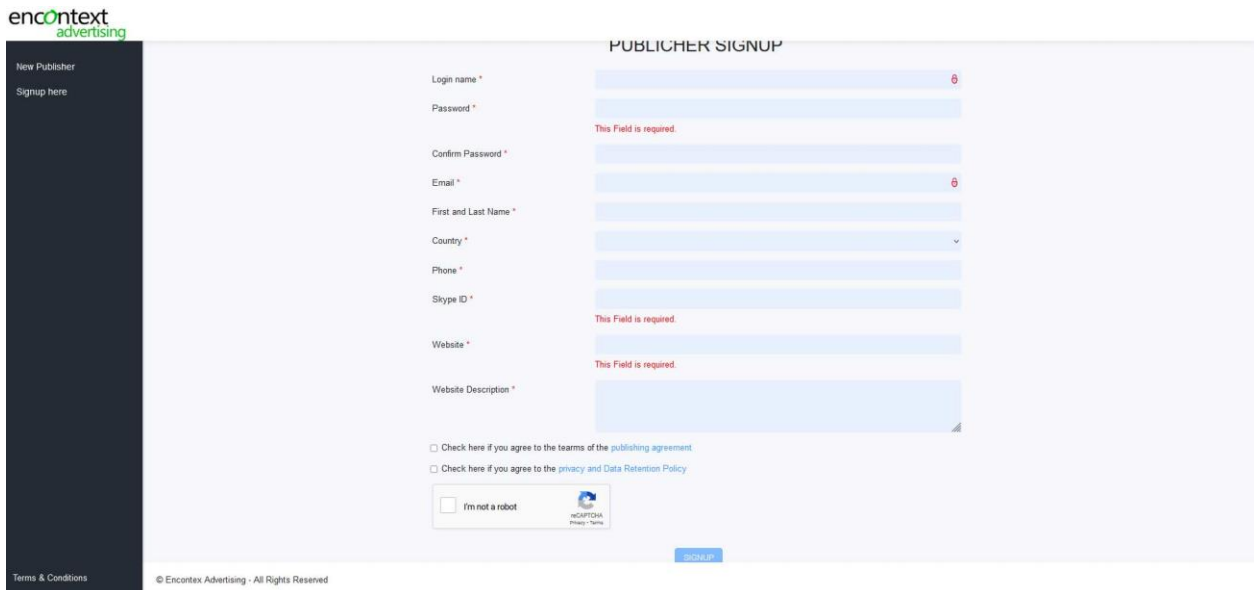 encontext
advertising
New Publisher
Signup here
PUBLICHER SIGNUP
Login name *
Password *
This Field is required.
Confirm Password *
Email *
First and Last Name *
Country *
Phone *
Skype ID *
This Field is required.
Website *
This Field is required.
Website Description *
Check here if you agree to the tearms of the publishing agreement
Check here if you agree to the privacy and Data Retention Policy
I'm not a robot
reCAPTCHA
Privacy - Terms
SIGNUP
Terms & Conditions
© Encontex Advertising - All Rights Reserved